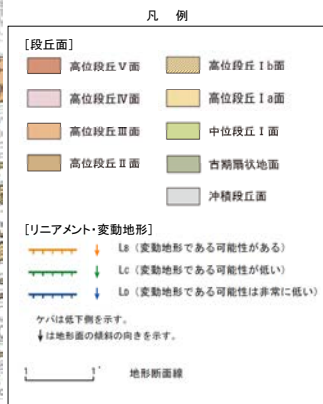 凡 例
[段丘面]
高位段丘Ⅴ面
高位段丘Ⅰb面
高位段丘Ⅳ面
高位段丘Ⅰa面
高位段丘Ⅲ面
中位段丘Ⅰ面
高位段丘Ⅱ面
古期扇状地面
沖積段丘面
[リニアメント・変動地形]
LB (変動地形である可能性がある)
LC (変動地形である可能性が低い)
LD (変動地形である可能性は非常に低い)
ケバは低下側を示す。
↓は地形面の傾斜の向きを示す。
1 1' 地形断面線